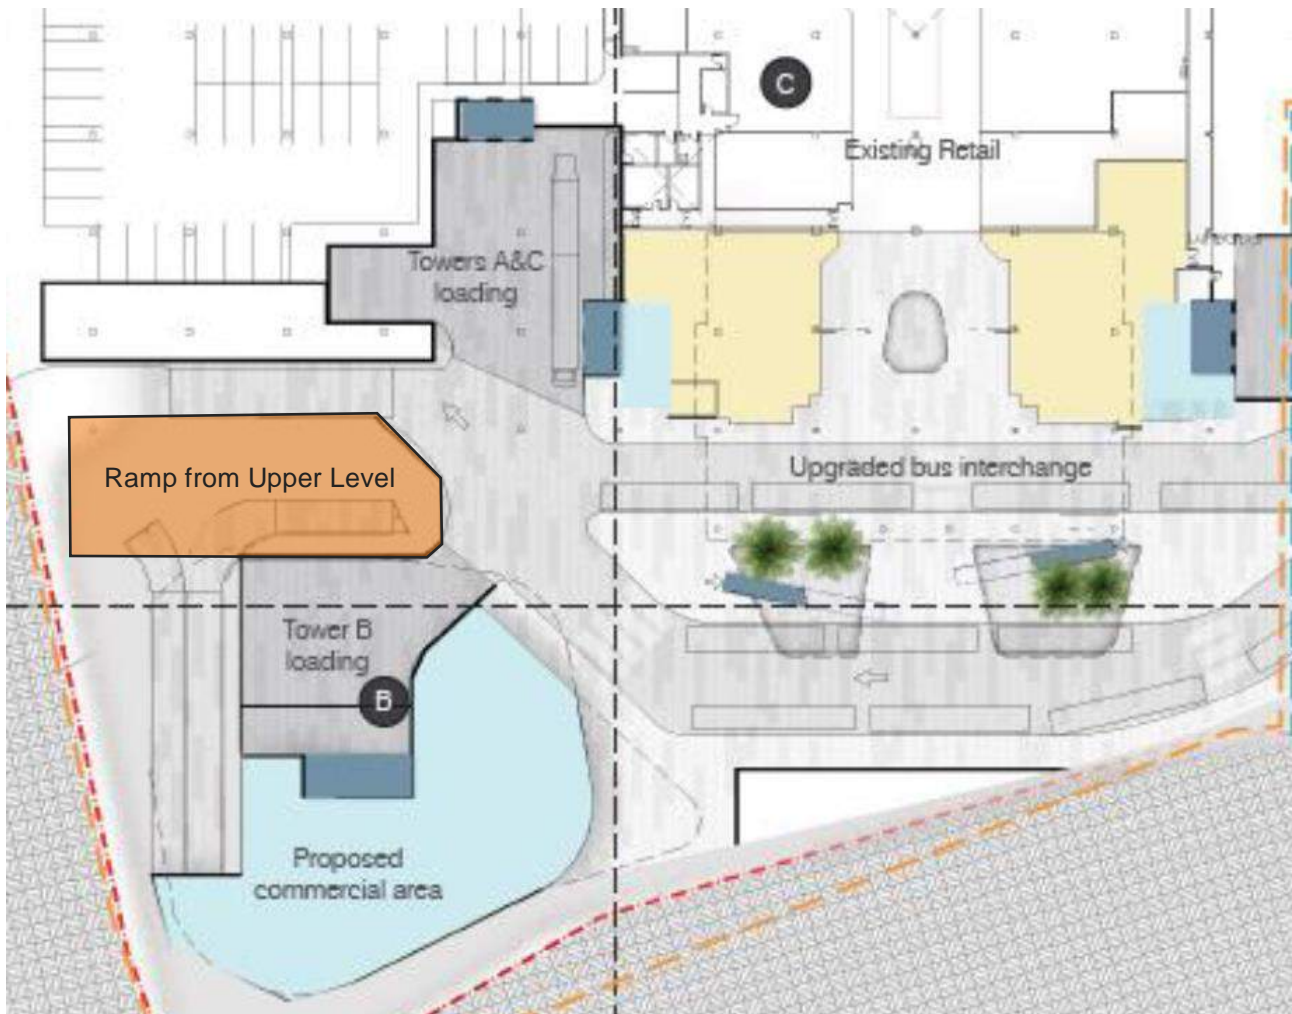 C
Existing Retail
Towers A&C
loading
Upgraded bus interchange
Ramp from Upper Level
Tower B
loading
B
Proposed
commercial area